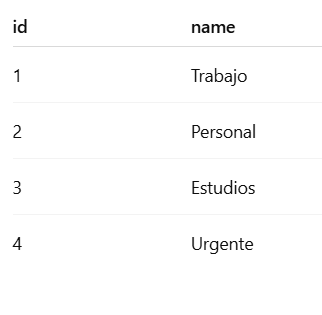 id name
1 Trabajo
2 Personal
3 Estudios
4 Urgente